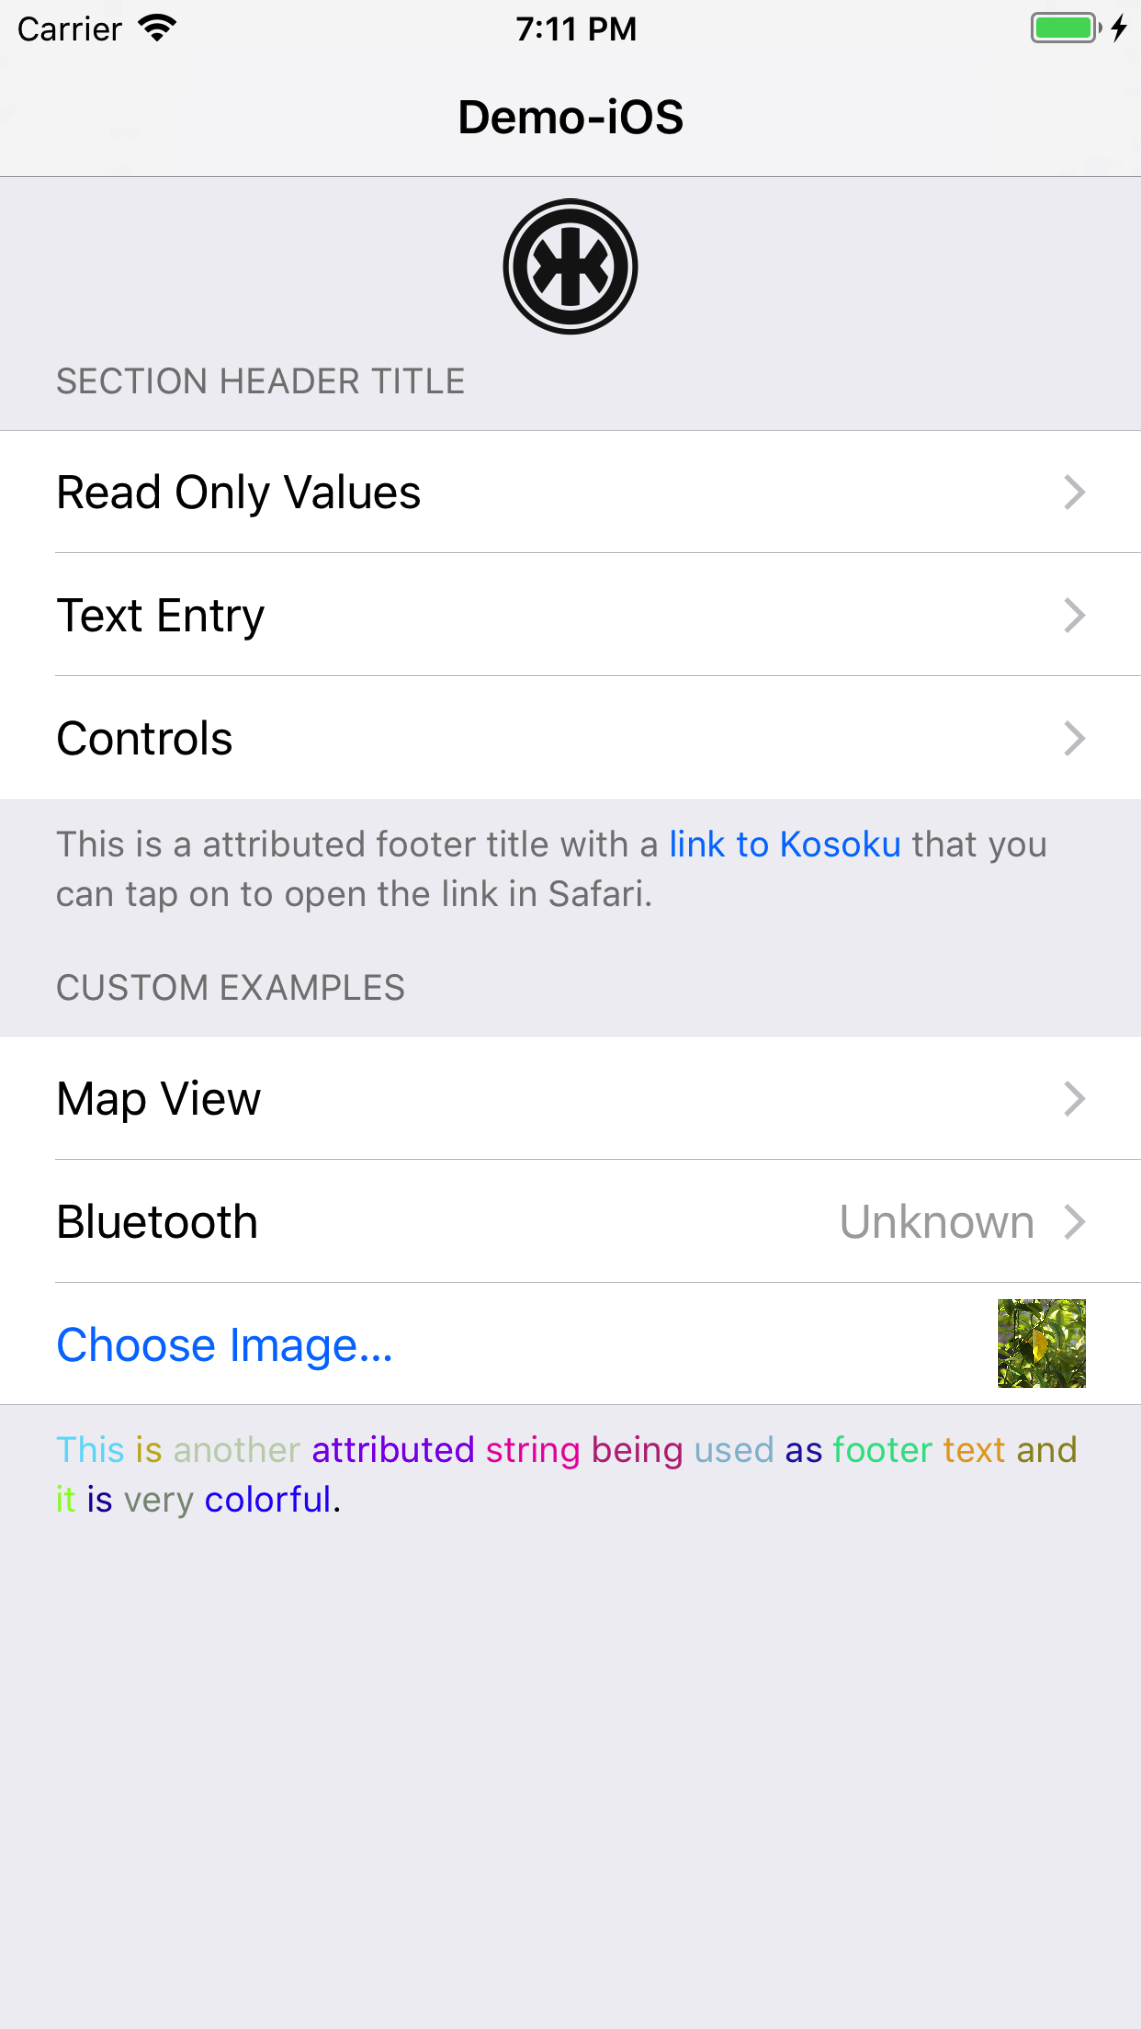 Carrier 7:11 PM
Demo-iOS
SECTION HEADER TITLE
Read Only Values
Text Entry
Controls
This is a attributed footer title with a link to Kosoku that you
can tap on to open the link in Safari.
CUSTOM EXAMPLES
Map View
Bluetooth Unknown
Choose Image...
This is another attributed string being used as footer text and
it is very colorful.